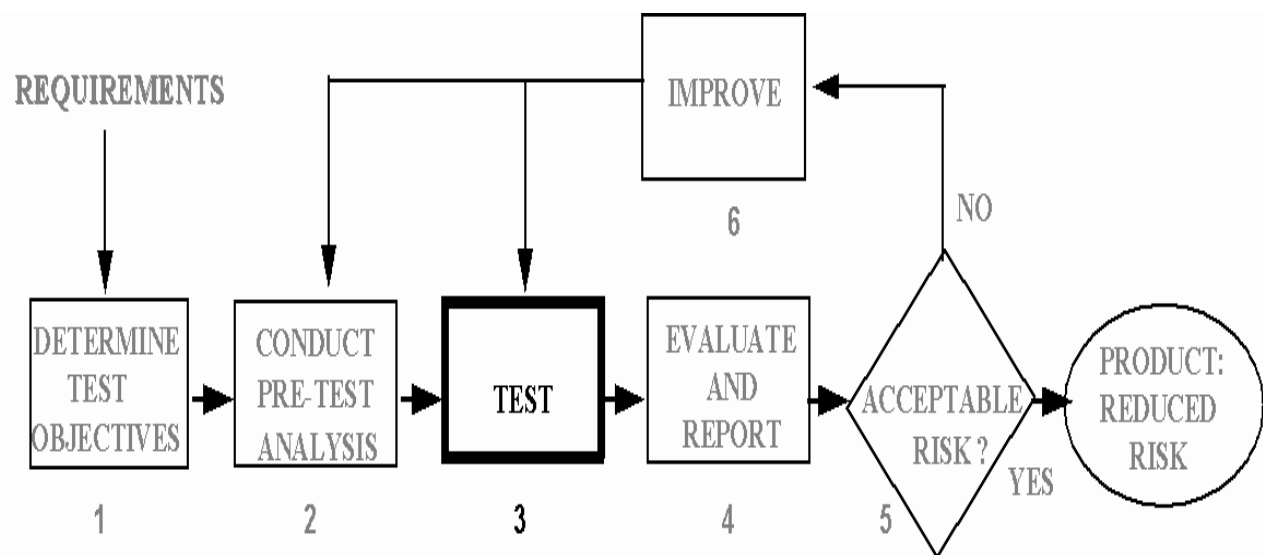 REQUIREMENTS
IMPROVE
6
NO
DETERMINE
TEST
OBJECTIVES
1
CONDUCT
PRE-TEST
ANALYSIS
2
TEST
3
EVALUATE
AND
REPORT
4
ACCEPTABLE
RISK ?
5
YES
PRODUCT:
REDUCED
RISK